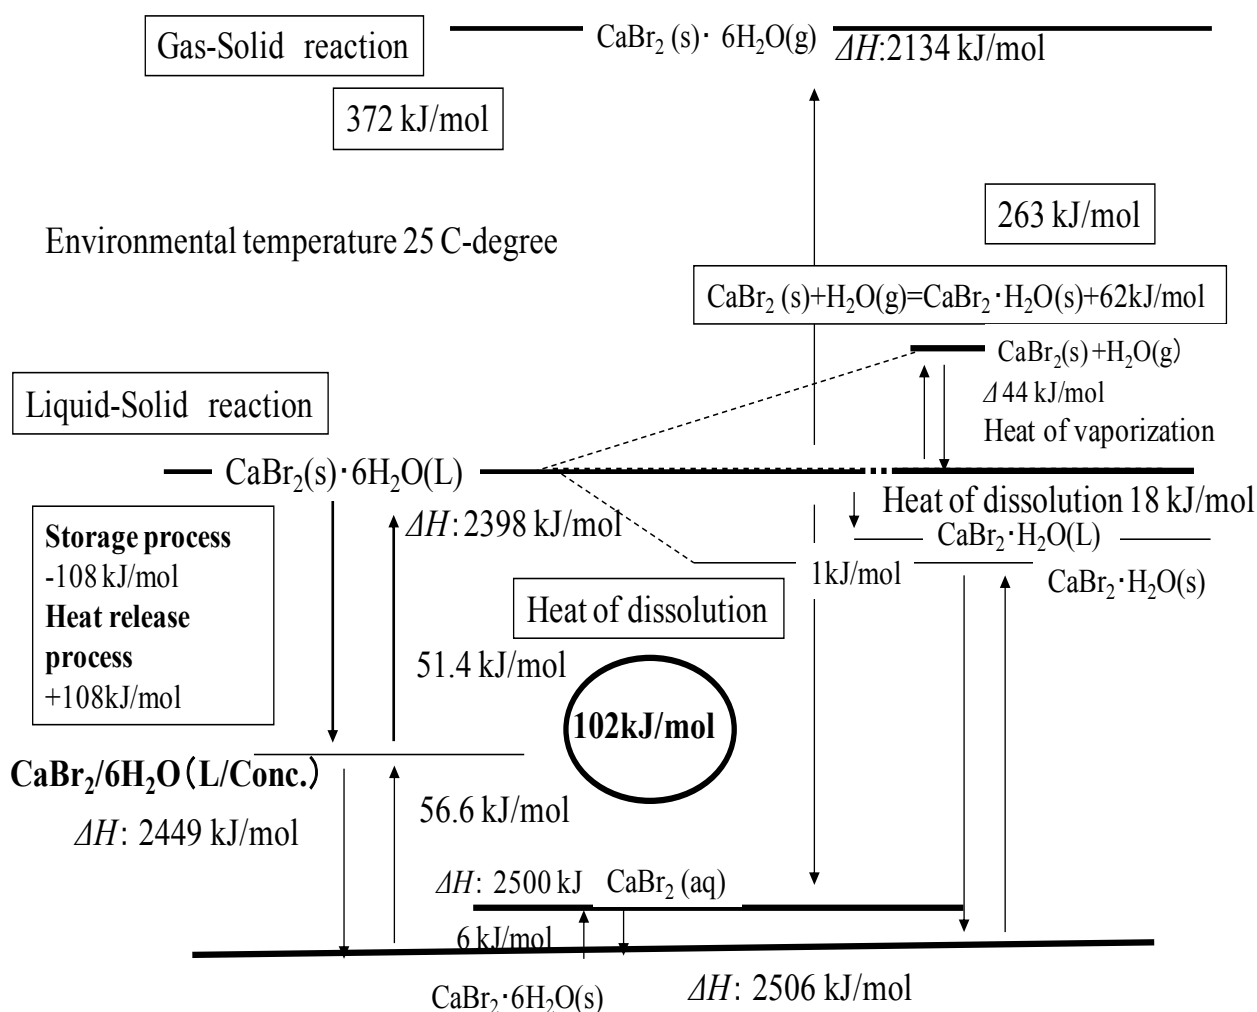 CaBr₂ (s)･ 6H₂O(g)
Gas-Solid reaction
ΔH:2134 kJ/mol
372 kJ/mol
263 kJ/mol
Environmental temperature 25 C-degree
CaBr₂ (s)+H₂O(g)=CaBr₂･H₂O(s)+62kJ/mol
CaBr₂(s)+H₂O(g)
Δ 44 kJ/mol
Heat of vaporization
Liquid-Solid reaction
CaBr₂(s)･6H₂O(L)
Heat of dissolution 18 kJ/mol
ΔH: 2398 kJ/mol
CaBr₂･H₂O(L)
1kJ/mol
CaBr₂･H₂O(s)
Storage process
-108 kJ/mol
Heat release
process
+108kJ/mol
Heat of dissolution
51.4 kJ/mol
102kJ/mol
CaBr₂/6H₂O(L/Conc.)
ΔH: 2449 kJ/mol
56.6 kJ/mol
ΔH: 2500 kJ
CaBr₂ (aq)
6 kJ/mol
CaBr₂･6H₂O(s)
ΔH: 2506 kJ/mol